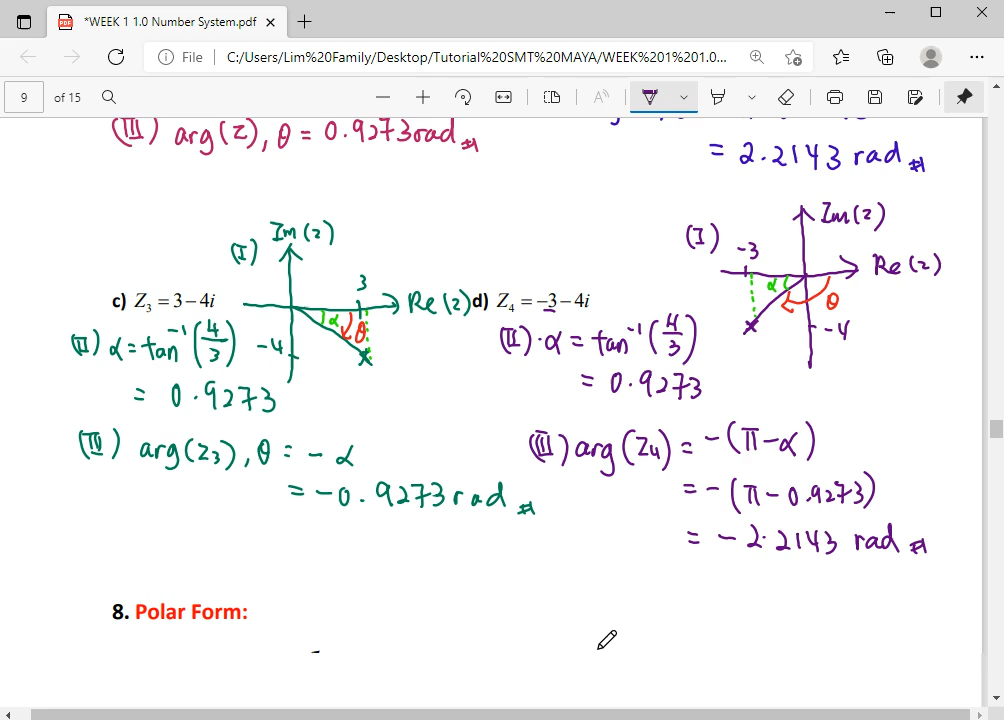 *WEEK 1 1.0 Number System.pdf
File C:/Users/Lim%20Family/Desktop/Tutorial%20SMT%20MAYA/WEEK%201%201.0...
9 of 15
(III) arg(z), θ = 0.9273rad #
= 2.2143 rad #
(I) Im(z)
3
Re(z)
c) Z₃ = 3 – 4i
α θ
-4
(II) α = tan⁻¹(4/3)
= 0.9273
(IV) arg(z₃), θ = - α
= -0.9273 rad #
(I) Im(z)
-3
Re(z)
d) Z₄ = –3 – 4i
α θ
-4
(II) · α = tan⁻¹(4/3)
= 0.9273
(III) arg(z₄) = -(π-α)
= -(π-0.9273)
= -2.2143 rad #
8. Polar Form: